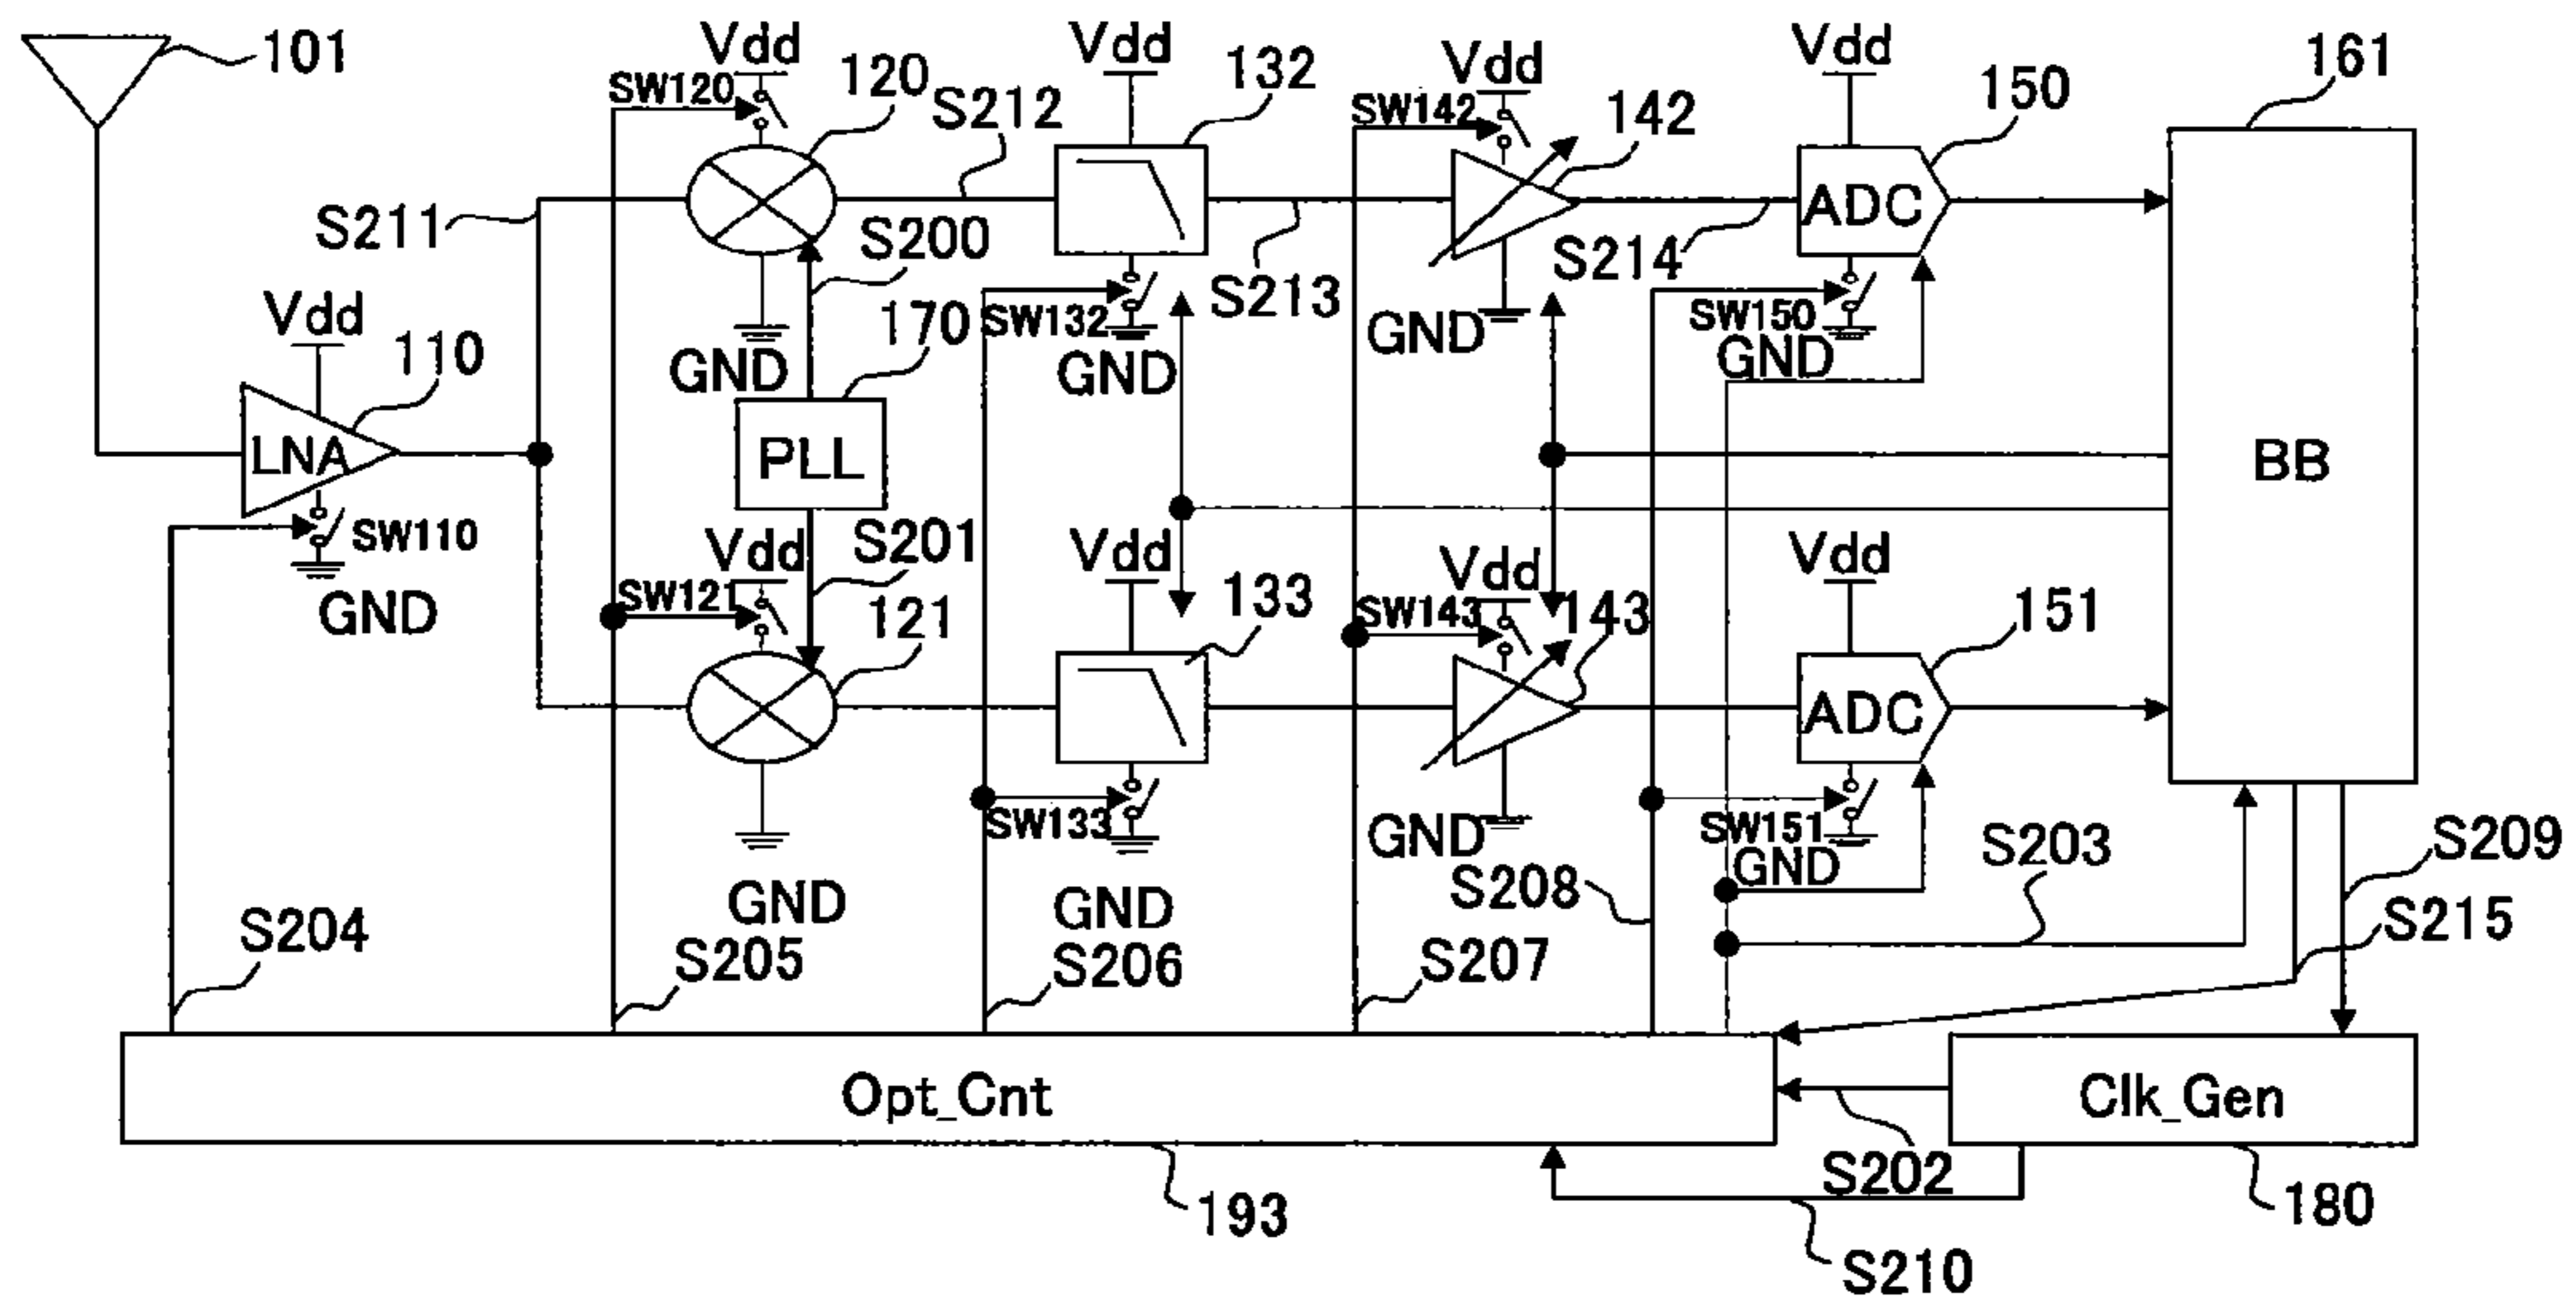 101
Vdd
SW120
120
S212
Vdd
132
Vdd
SW142
142
Vdd
150
161
S211
S200
S213
S214
ADC
Vdd
110
LNA
SW110
GND
GND
170
PLL
SW132
GND
GND
SW150
GND
BB
Vdd
S201
SW121
121
Vdd
133
Vdd
SW143
143
Vdd
151
ADC
GND
SW133
GND
GND
SW151
GND
S208
S203
S209
S215
S204
S205
S206
S207
Opt_Cnt
Clk_Gen
S202
193
180
S210